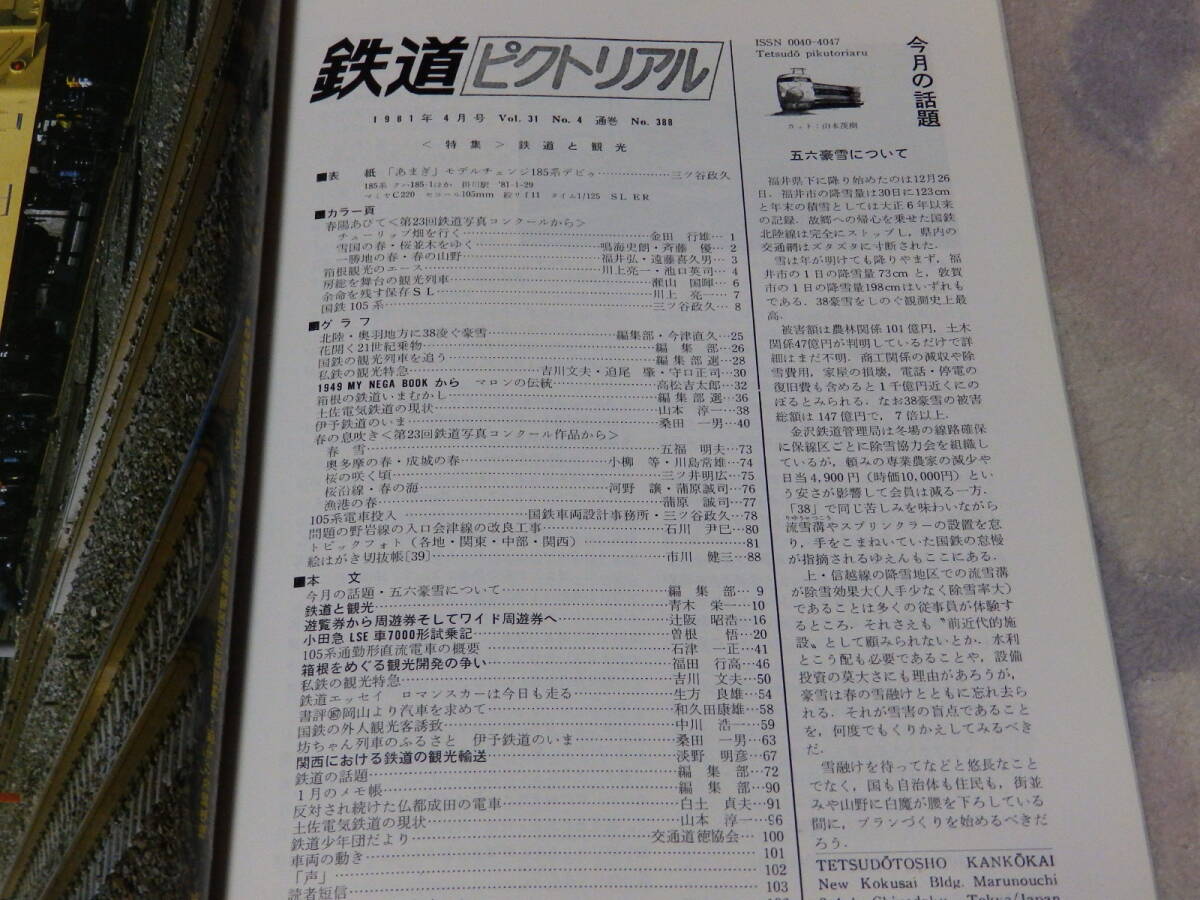 鉄道ピクトリアル
1981年4月号 Vol. 31 No. 4 通巻 No. 388
＜特集＞鉄道と観光
■表　紙「あまぎ」モデルチェンジ185系デビゥ…三ツ谷政久
185系 クハ185-1ほか 掛川駅 '81-1-29
マミヤC220 セコール105mm 絞りf11 タイム1/125 SLER
■カラー頁
春陽あびて＜第23回鉄道写真コンクールから＞
チューリップ畑を行く…金田　行雄…1
雪国の春・桜並木をゆく…鳴海史朗・斉藤　優…2
一勝地の春・春の山野…福井弘・遠藤喜久男…3
箱根観光のエース…川上亮一・池口英司…4
房総を舞台の観光列車…瀬山　国暉…6
余命を残す保存ＳＬ…川上　亮一…7
国鉄105系…三ツ谷政久…8
■グラフ
北陸・奥羽地方に38凌ぐ豪雪…編集部・今津直久…25
花開く21世紀乗物…編　集　部…26
国鉄の観光列車を追う…編集部選…28
私鉄の観光特急…吉川文夫・迫尾　肇・守口正司…30
1949 MY NEGA BOOK から　マロンの伝統…高松吉太郎…32
箱根の鉄道いまむかし…編集部選…36
土佐電気鉄道の現状…山本　淳一…38
伊予鉄道のいま…桑田　一男…40
春の息吹き＜第23回鉄道写真コンクール作品から＞
春　雪…五福　明夫…73
奥多摩の春・成城の春…小柳　等・川島常雄…74
桜の咲く頃…三ツ井明広…75
桜沿線・春の海…河野　譲・蒲原誠司…76
漁港の春…蒲原　誠司…77
105系電車投入…国鉄車両設計事務所・三ツ谷政久…78
問題の野岩線の入口会津線の改良工事…石川　尹巳…80
トピックフォト（各地・関東・中部・関西）…81
絵はがき切抜帳[39]…市川　健三…88
■本　文
今月の話題・五六豪雪について…編　集　部…9
鉄道と観光…青木　栄一…10
遊覧券から周遊券そしてワイド周遊券へ…辻阪　昭浩…16
小田急 LSE 車7000形試乗記…曽根　悟…20
105系通勤形直流電車の概要…石津　一正…41
箱根をめぐる観光開発の争い…福田　行高…46
私鉄の観光特急…吉川　文夫…50
鉄道エッセイ　ロマンスカーは今日も走る…生方　良雄…54
岡山より汽車を求めて…和久田康雄…58
国鉄の外人観光客誘致…中川　浩一…59
坊ちゃん列車のふるさと　伊予鉄道のいま…桑田　一男…63
関西における鉄道の観光輸送…淡野　明彦…67
鉄道の話題…編　集　部…72
１月のメモ帳…編　集　部…90
反対され続けた仏都成田の電車…白土　貞夫…91
土佐電気鉄道の現状…山本　淳一…96
鉄道少年団だより…交通道徳協会…100
車両の動き…101
「声」…102
読者短信…103
ISSN 0040-4047
Tetsudō pikutoriaru
カット：山本茂樹
今月の話題
五六豪雪について
福井県下に降り始めたのは12月26
日．福井市の降雪量は30日に123cm
と年末の積雪としては大正６年以来
の記録．故郷への帰心を乗せた国鉄
北陸線は完全にストップし，県内の
交通網はズタズタに寸断された．
雪は年が明けても降りやまず，福
井市の１日の降雪量73cmと，敦賀
市の１日の降雪量198cmはいずれも
である．38豪雪をしのぐ観測史上最
高．
被害額は農林関係101億円，土木
関係47億円が判明しているだけで詳
細はまだ不明．商工関係の減収や除
雪費用，家屋の損壊，電話・停電の
復旧費も含めると１千億円近くにの
ぼるとみられる．なお38豪雪の被害
総額は147億円で，７倍以上．
金沢鉄道管理局は冬場の線路確保
に保線区ごとに除雪協力会を組織し
ているが，頼みの専業農家の減少や
日当4,900円（時価10,000円）とい
う安さが影響して会員は減る一方．
「38」で同じ苦しみを味わいながら
流雪溝やスプリンクラーの設置を怠
り，手をこまねいていた国鉄の怠慢
が指摘されるゆえんもここにある．
上・信越線の降雪地区での流雪溝
が除雪効果大（人手少なく除雪率大）
であることは多くの従事員が体験す
るところ．それさえも〝前近代的施
設〟として顧みられないとか．水利
とこう配も必要であることや，設備
投資の莫大さにも理由があろうが，
豪雪は春の雪融けとともに忘れ去ら
れる．それが雪害の盲点であること
を，何度でもくりかえしてみるべき
だ．
雪融けを待ってなどと悠長なこと
でなく，国も自治体も住民も，街並
みや山野に白魔が腰を下ろしている
間に，プランづくりを始めるべきだ
ろう．
TETSUDŌTOSHO KANKŌKAI
New Kokusai Bldg. Marunouchi